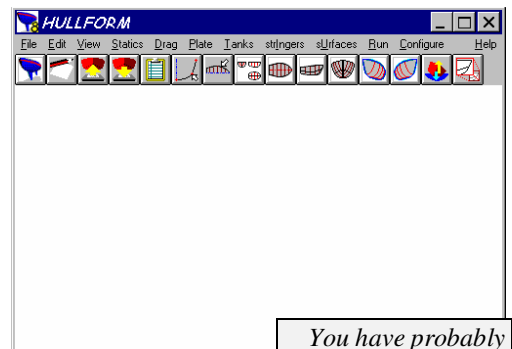 HULLFORM
File Edit View Statics Drag Plate Tanks strIngers sUrfaces Run Configure Help
You have probably